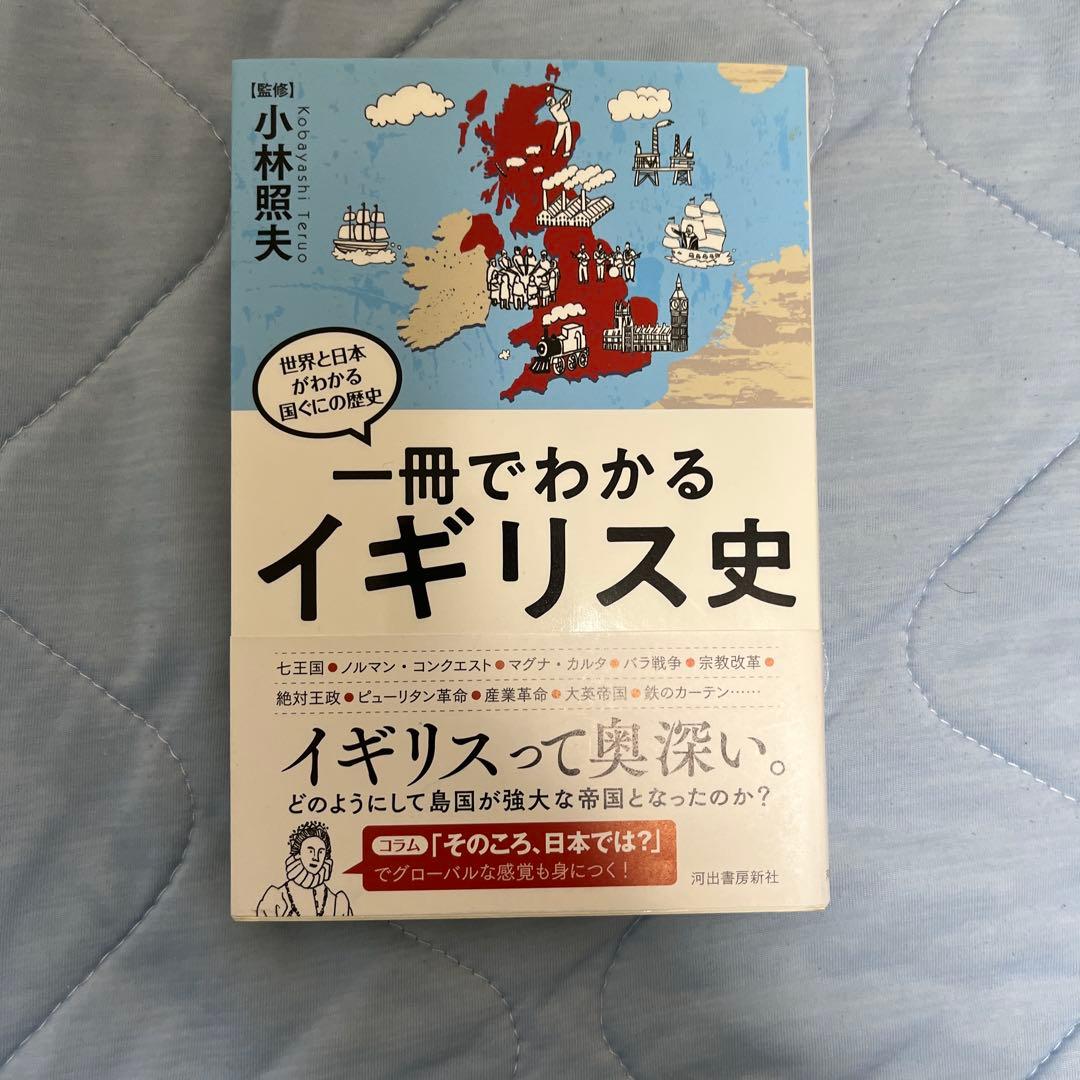 【監修】
小林照夫
Kobayashi Teruo
世界と日本
がわかる
国ぐにの歴史
一冊でわかる
イギリス史
七王国●ノルマン・コンクエスト●マグナ・カルタ●バラ戦争●宗教改革●
絶対王政●ピューリタン革命●産業革命●大英帝国●鉄のカーテン……
イギリスって奥深い。
どのようにして島国が強大な帝国となったのか?
コラム「そのころ、日本では?」
でグローバルな感覚も身につく!
河出書房新社